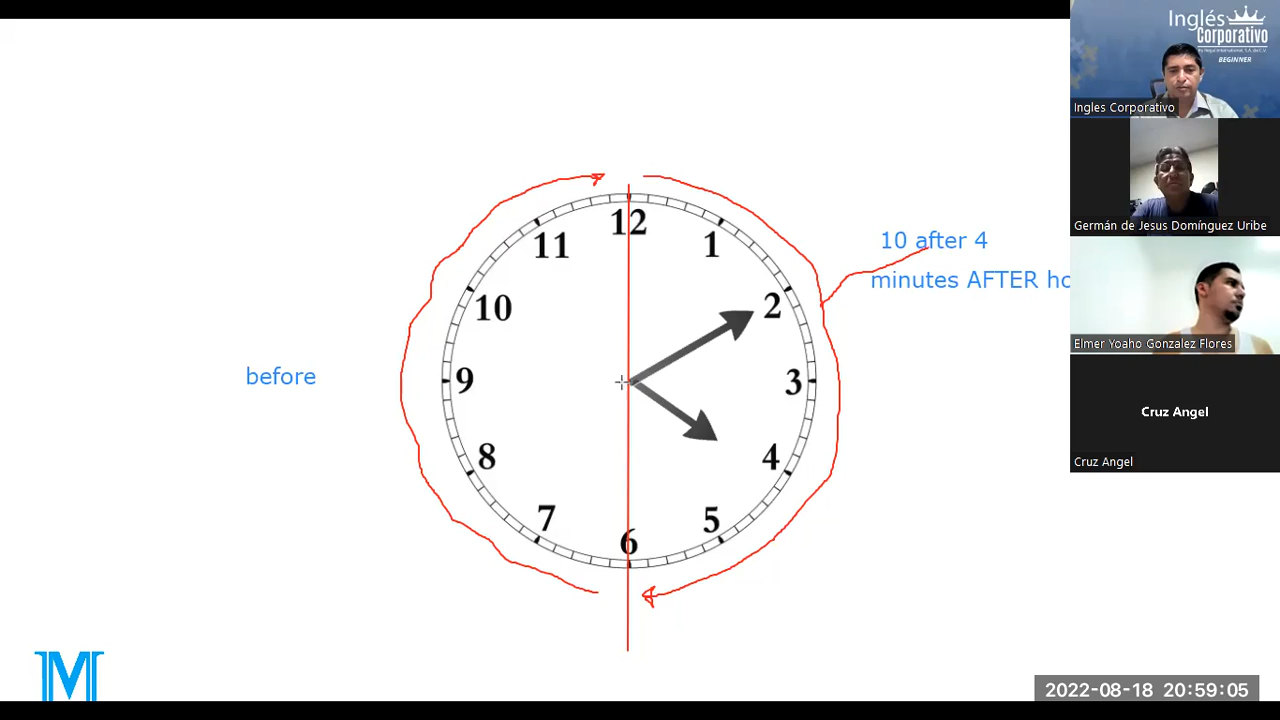 12
11
1
10
2
9
3
8
4
7
5
6
10 after 4
minutes AFTER
before
M
Inglés
Corporativo
BEGINNER
Ingles Corporativo
Germán de Jesus Domínguez Uribe
Elmer Yoaho Gonzalez Flores
Cruz Angel
Cruz Angel
2022-08-18 20:59:05